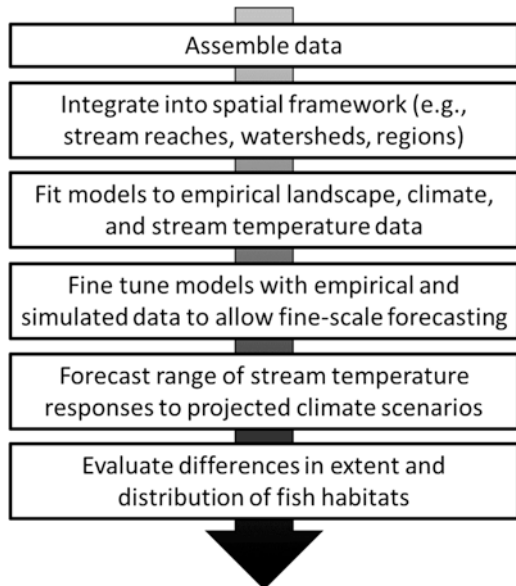 Assemble data
Integrate into spatial framework (e.g.,
stream reaches, watersheds, regions)
Fit models to empirical landscape, climate,
and stream temperature data
Fine tune models with empirical and
simulated data to allow fine-scale forecasting
Forecast range of stream temperature
responses to projected climate scenarios
Evaluate differences in extent and
distribution of fish habitats